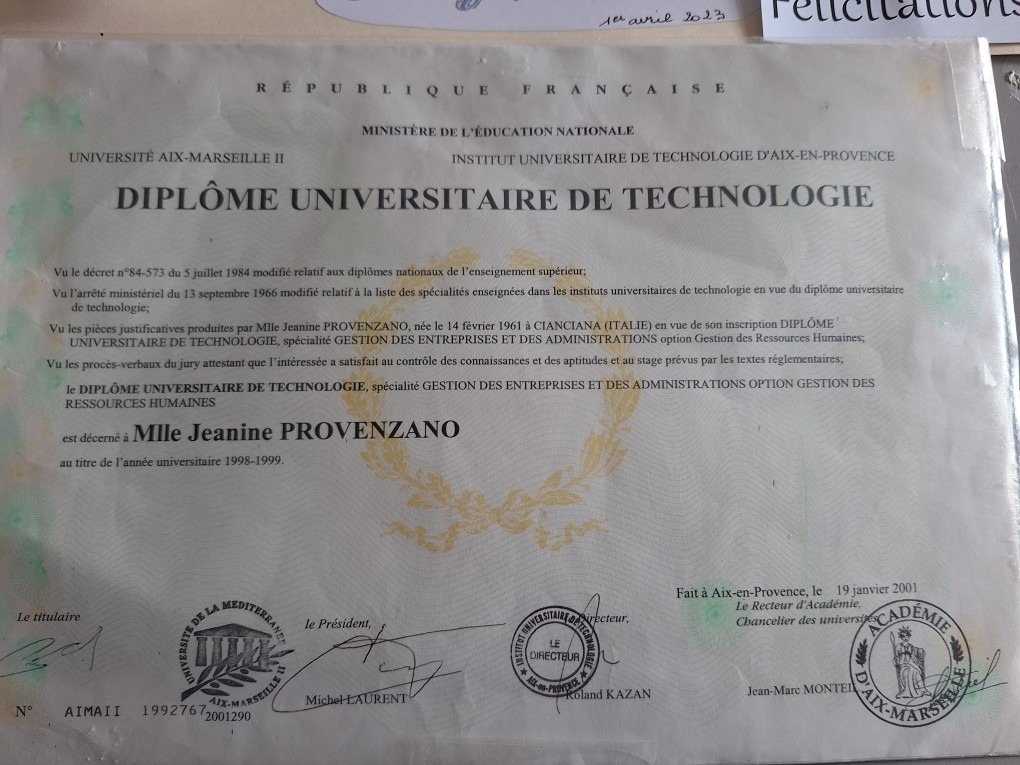 1er avril 2023
Félicitations
RÉPUBLIQUE FRANÇAISE
MINISTÈRE DE L'ÉDUCATION NATIONALE
UNIVERSITÉ AIX-MARSEILLE II
INSTITUT UNIVERSITAIRE DE TECHNOLOGIE D'AIX-EN-PROVENCE
DIPLÔME UNIVERSITAIRE DE TECHNOLOGIE
Vu le décret n°84-573 du 5 juillet 1984 modifié relatif aux diplômes nationaux de l'enseignement supérieur;
Vu l'arrêté ministériel du 13 septembre 1966 modifié relatif à la liste des spécialités enseignées dans les instituts universitaires de technologie en vue du diplôme universitaire
de technologie;
Vu les pièces justificatives produites par Mlle Jeanine PROVENZANO, née le 14 février 1961 à CIANCIANA (ITALIE) en vue de son inscription DIPLÔME
UNIVERSITAIRE DE TECHNOLOGIE, spécialité GESTION DES ENTREPRISES ET DES ADMINISTRATIONS option Gestion des Ressources Humaines;
Vu les procès-verbaux du jury attestant que l'intéressée a satisfait au contrôle des connaissances et des aptitudes et au stage prévus par les textes réglementaires;
le DIPLÔME UNIVERSITAIRE DE TECHNOLOGIE, spécialité GESTION DES ENTREPRISES ET DES ADMINISTRATIONS OPTION GESTION DES
RESSOURCES HUMAINES
est décerné à Mlle Jeanine PROVENZANO
au titre de l'année universitaire 1998-1999.
Fait à Aix-en-Provence, le 19 janvier 2001
Le titulaire
le Président,
Directeur,
Le Recteur d'Académie,
Chancelier des universités
UNIVERSITE DE LA MEDITERRANEE
AIX-MARSEILLE II
INSTITUT UNIVERSITAIRE DE TECHNOLOGIE
LE
DIRECTEUR
AIX-en-PROVENCE
ACADÉMIE
D'AIX-MARSEILLE
Michel LAURENT
Roland KAZAN
Jean-Marc MONTEIL
N° AIMAII 1992767
2001290